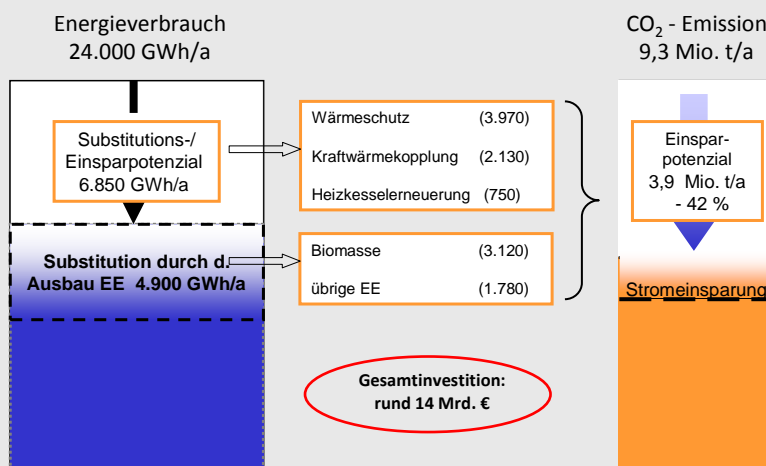 Energieverbrauch
24.000 GWh/a
Substitutions-/
Einsparpotenzial
6.850 GWh/a
Substitution durch d.
Ausbau EE 4.900 GWh/a
Wärmeschutz (3.970)
Kraftwärmekopplung (2.130)
Heizkesselerneuerung (750)
Biomasse (3.120)
übrige EE (1.780)
Gesamtinvestition:
rund 14 Mrd. €
CO₂ - Emission
9,3 Mio. t/a
Einspar-
potenzial
3,9 Mio. t/a
- 42 %
Stromeinsparung